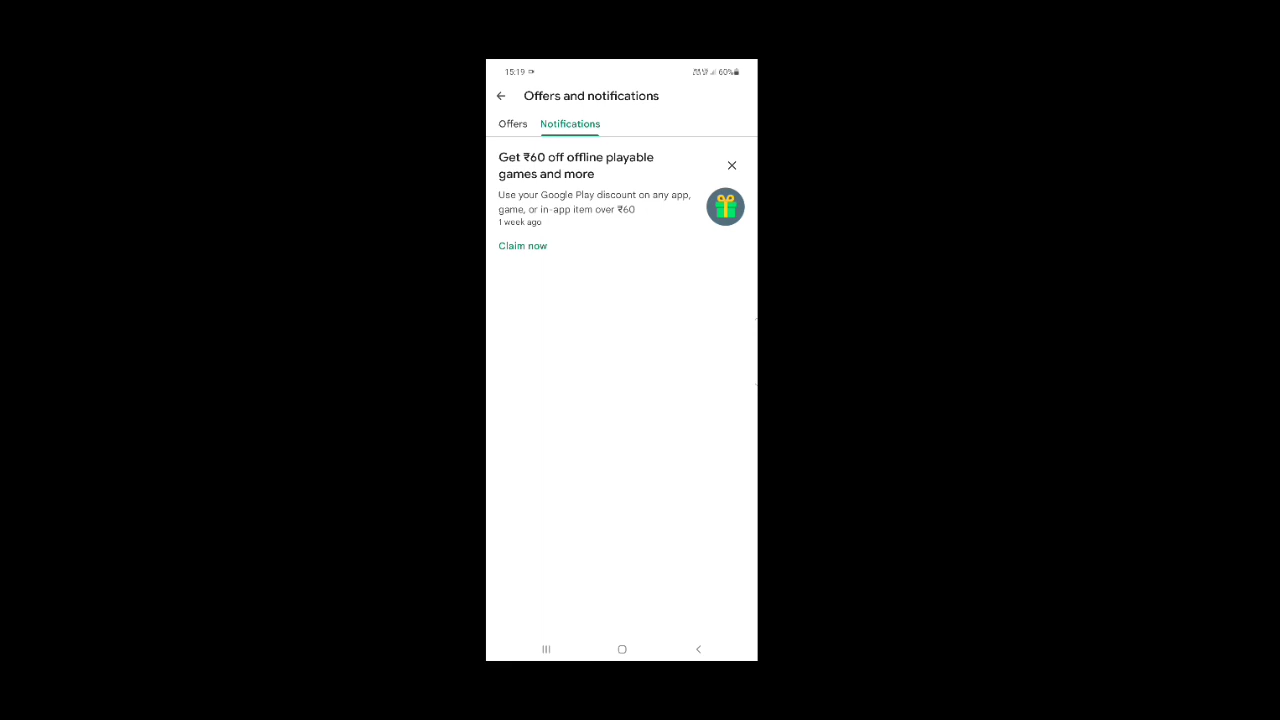 15:19
60%
Offers and notifications
Offers Notifications
Get ₹60 off offline playable
games and more
Use your Google Play discount on any app,
game, or in-app item over ₹60
1 week ago
Claim now